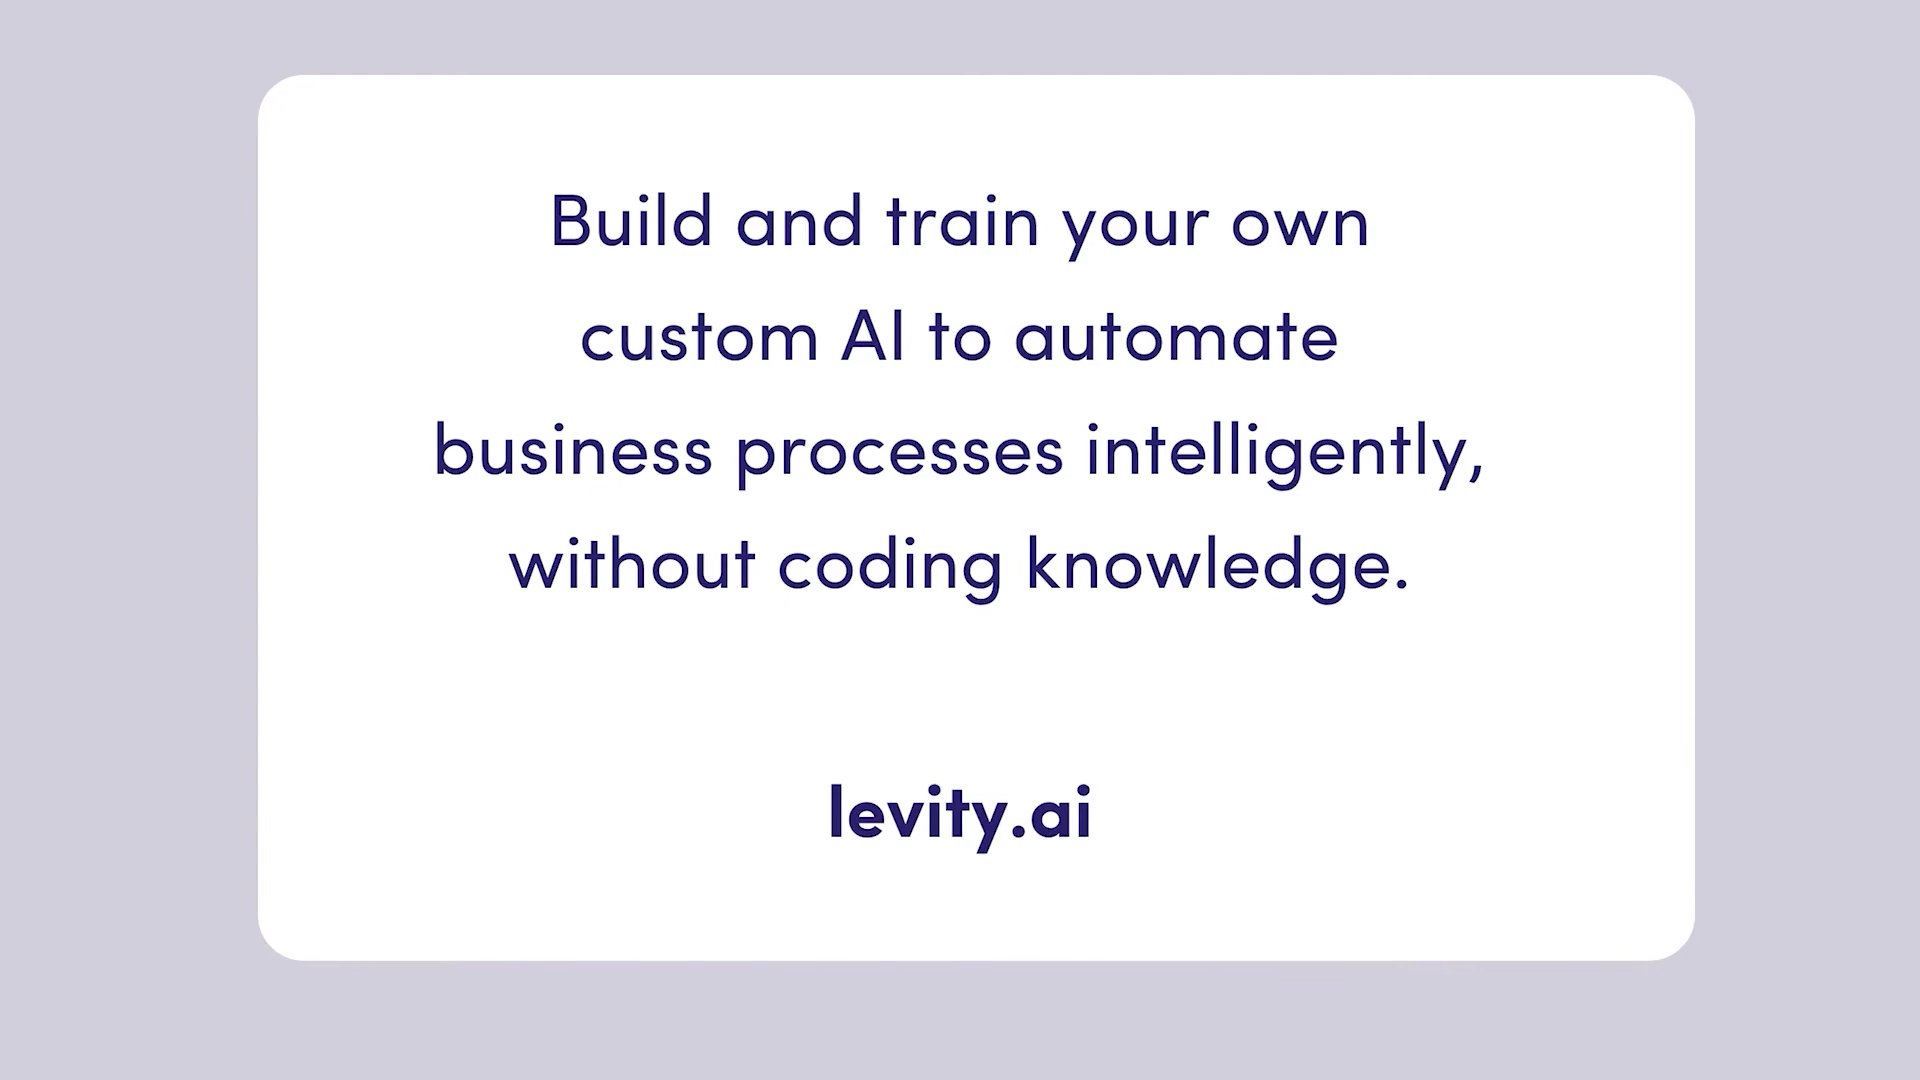 Build and train your own
custom AI to automate
business processes intelligently,
without coding knowledge.
levity.ai